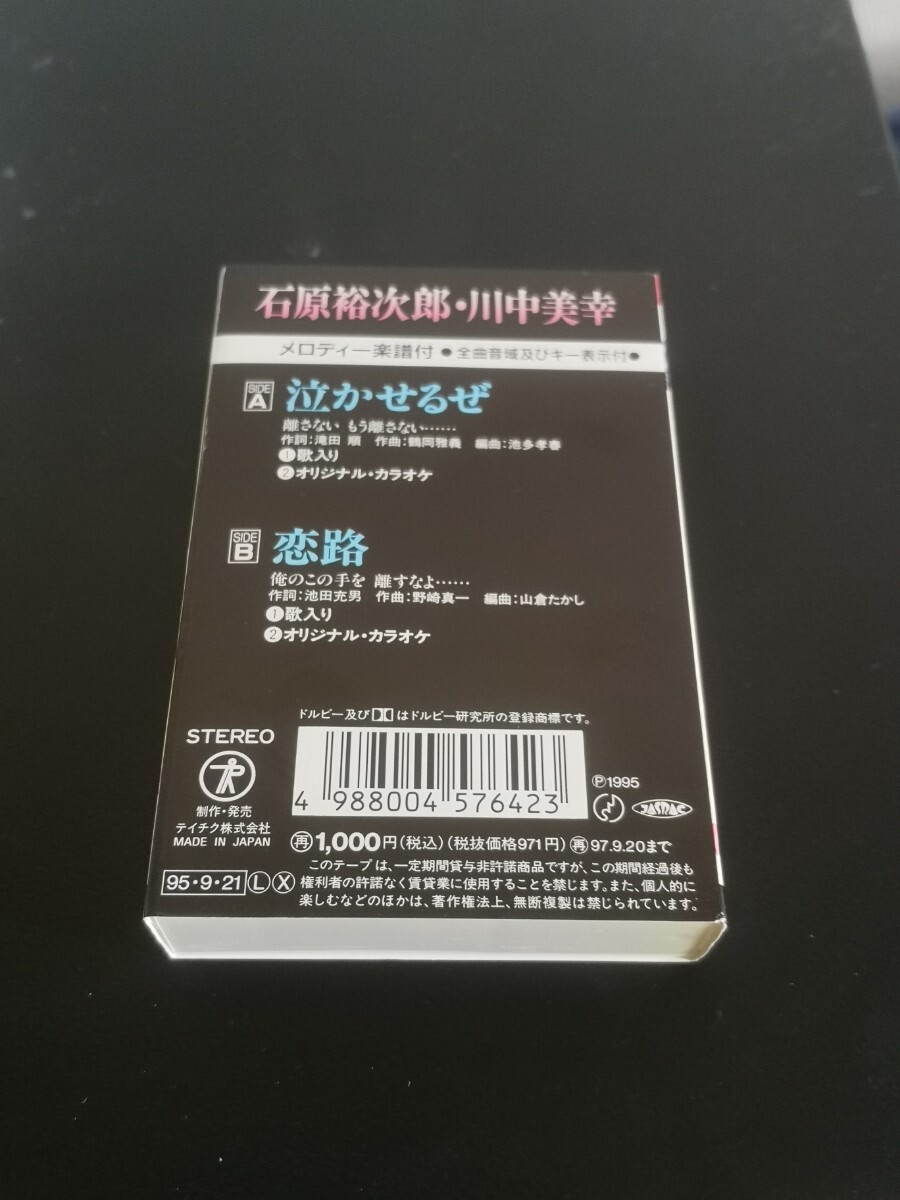 石原裕次郎・川中美幸
メロディー楽譜付 ● 全曲音域及びキー表示付●
SIDE A 泣かせるぜ
離さない もう離さない……
作詞:滝田 順 作曲:鶴岡雅義 編曲:池多孝春
①歌入り
②オリジナル・カラオケ
SIDE B 恋路
俺のこの手を 離すなよ……
作詞:池田充男 作曲:野崎真一 編曲:山倉たかし
①歌入り
②オリジナル・カラオケ
ドルビー及びはドルビー研究所の登録商標です。
STEREO
制作・発売
テイチク株式会社
MADE IN JAPAN
4 988004 576423
Ⓟ1995
JASRAC
再1,000円(税込)(税抜価格971円)再97.9.20まで
95・9・21 Ⓛ Ⓧ
このテープは、一定期間貸与非許諾商品ですが、この期間経過後も
権利者の許諾なく賃貸業に使用することを禁じます。また、個人的に
楽しむなどのほかは、著作権法上、無断複製は禁じられています。